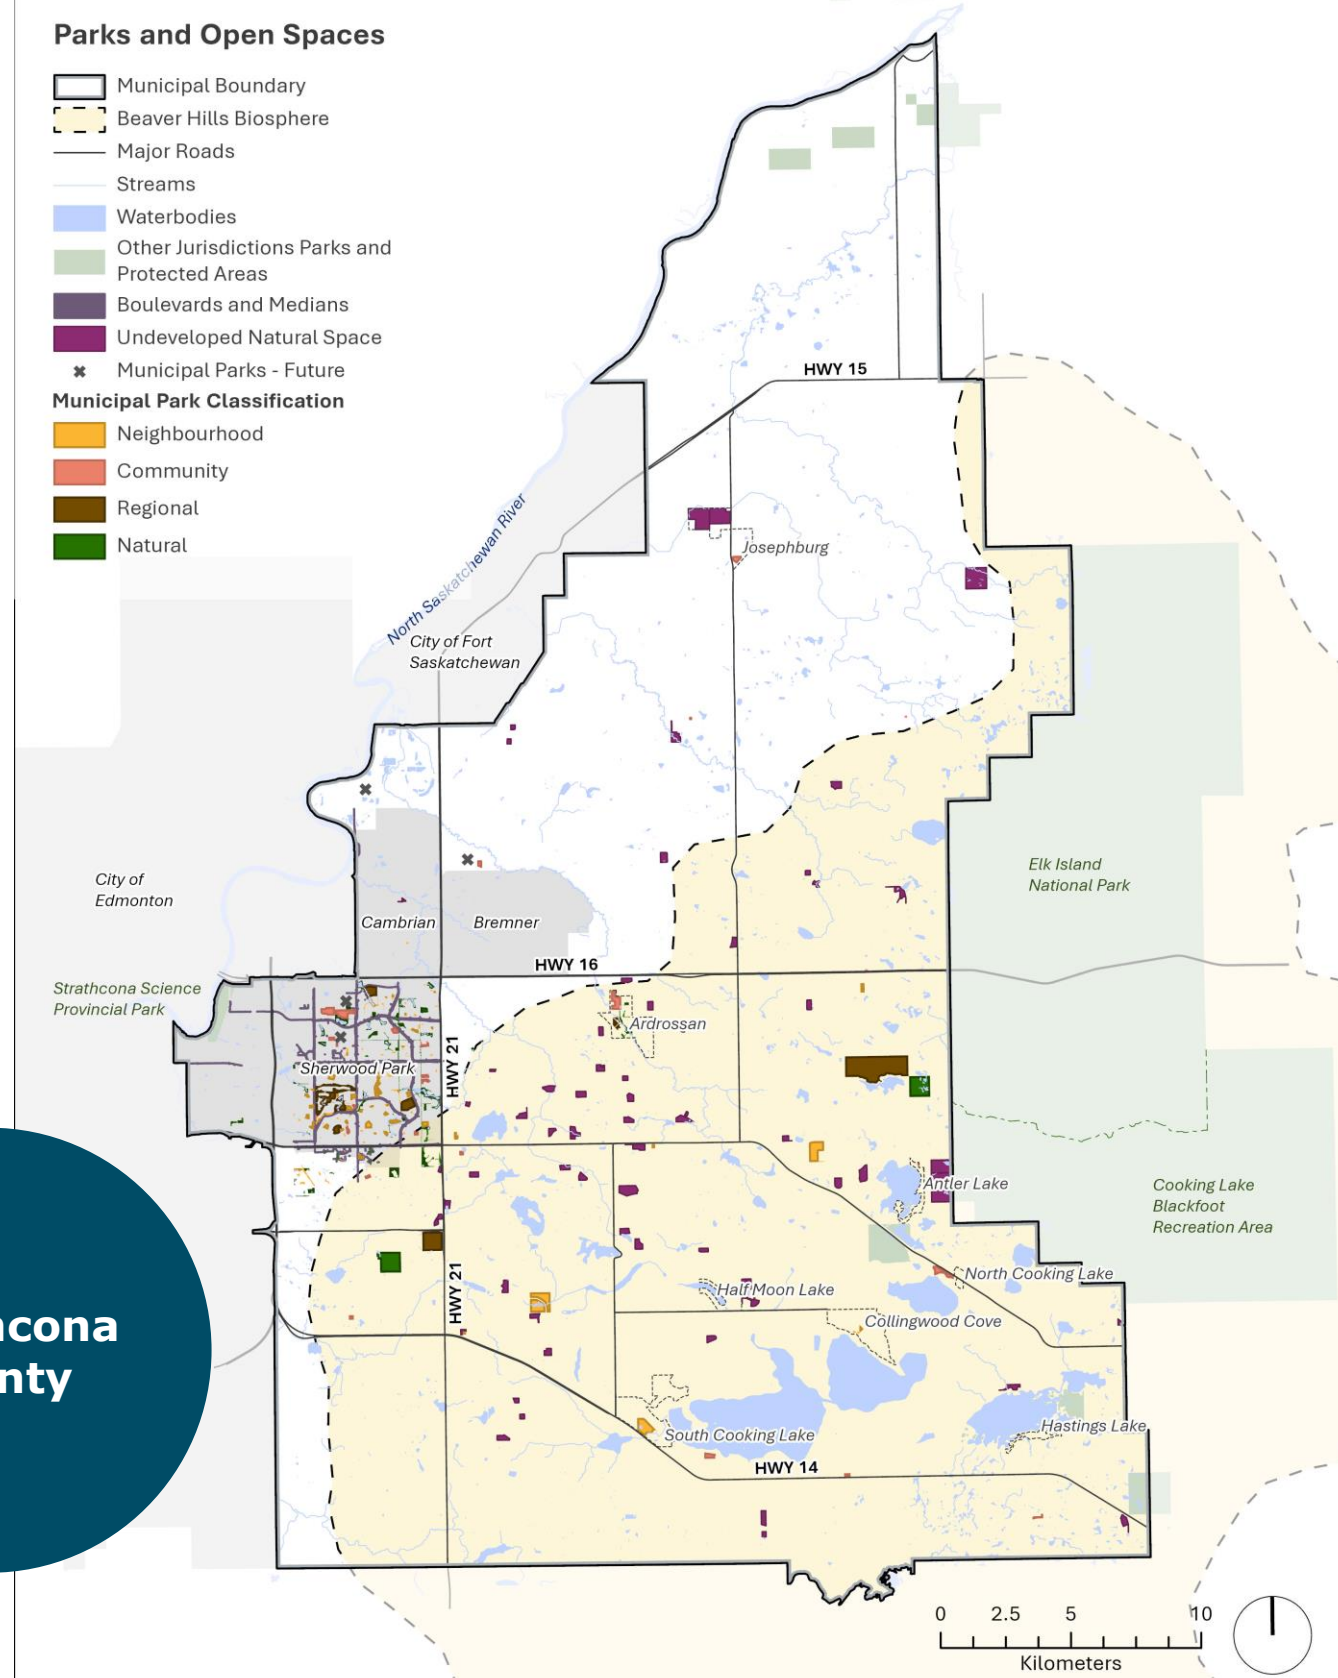 Parks and Open Spaces
Municipal Boundary
Beaver Hills Biosphere
Major Roads
Streams
Waterbodies
Other Jurisdictions Parks and
Protected Areas
Boulevards and Medians
Undeveloped Natural Space
Municipal Parks - Future
Municipal Park Classification
Neighbourhood
Community
Regional
Natural
HWY 15
North Saskatchewan River
Josephburg
City of Fort
Saskatchewan
City of
Edmonton
Elk Island
National Park
Cambrian
Bremner
HWY 16
Strathcona Science
Provincial Park
Ardrossan
HWY 21
Sherwood Park
Antler Lake
Cooking Lake
Blackfoot
Recreation Area
North Cooking Lake
HWY 21
Half Moon Lake
Collingwood Cove
cona
nty
South Cooking Lake
Hastings Lake
HWY 14
0 2.5 5 10
Kilometers